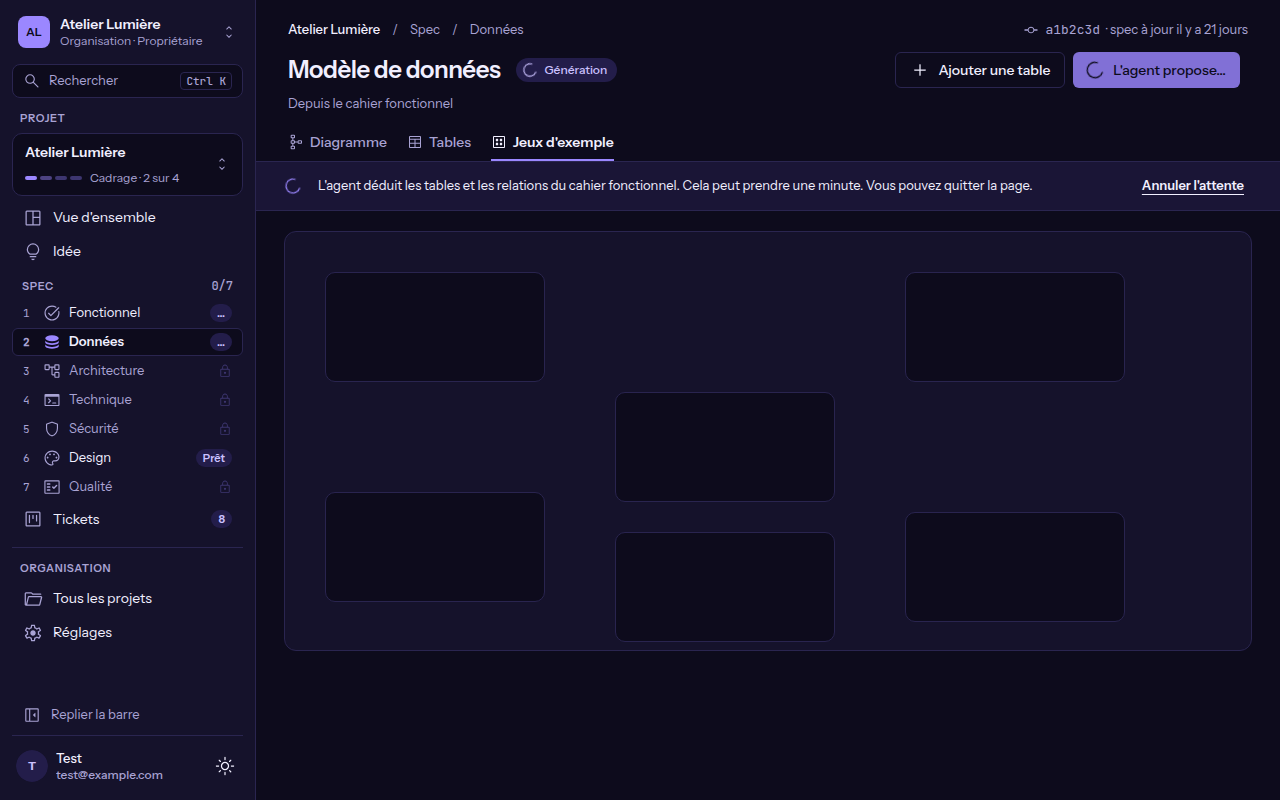 AL
Atelier Lumière
Organisation · Propriétaire
Rechercher
Ctrl K
PROJET
Atelier Lumière
Cadrage · 2 sur 4
Vue d'ensemble
Idée
SPEC 0/7
1 Fonctionnel ...
2 Données ...
3 Architecture
4 Technique
5 Sécurité
6 Design Prêt
7 Qualité
Tickets 8
ORGANISATION
Tous les projets
Réglages
Replier la barre
T
Test
test@example.com
Atelier Lumière / Spec / Données
a1b2c3d · spec à jour il y a 21 jours
Modèle de données
Génération
Ajouter une table
L'agent propose...
Depuis le cahier fonctionnel
Diagramme
Tables
Jeux d'exemple
L'agent déduit les tables et les relations du cahier fonctionnel. Cela peut prendre une minute. Vous pouvez quitter la page.
Annuler l'attente